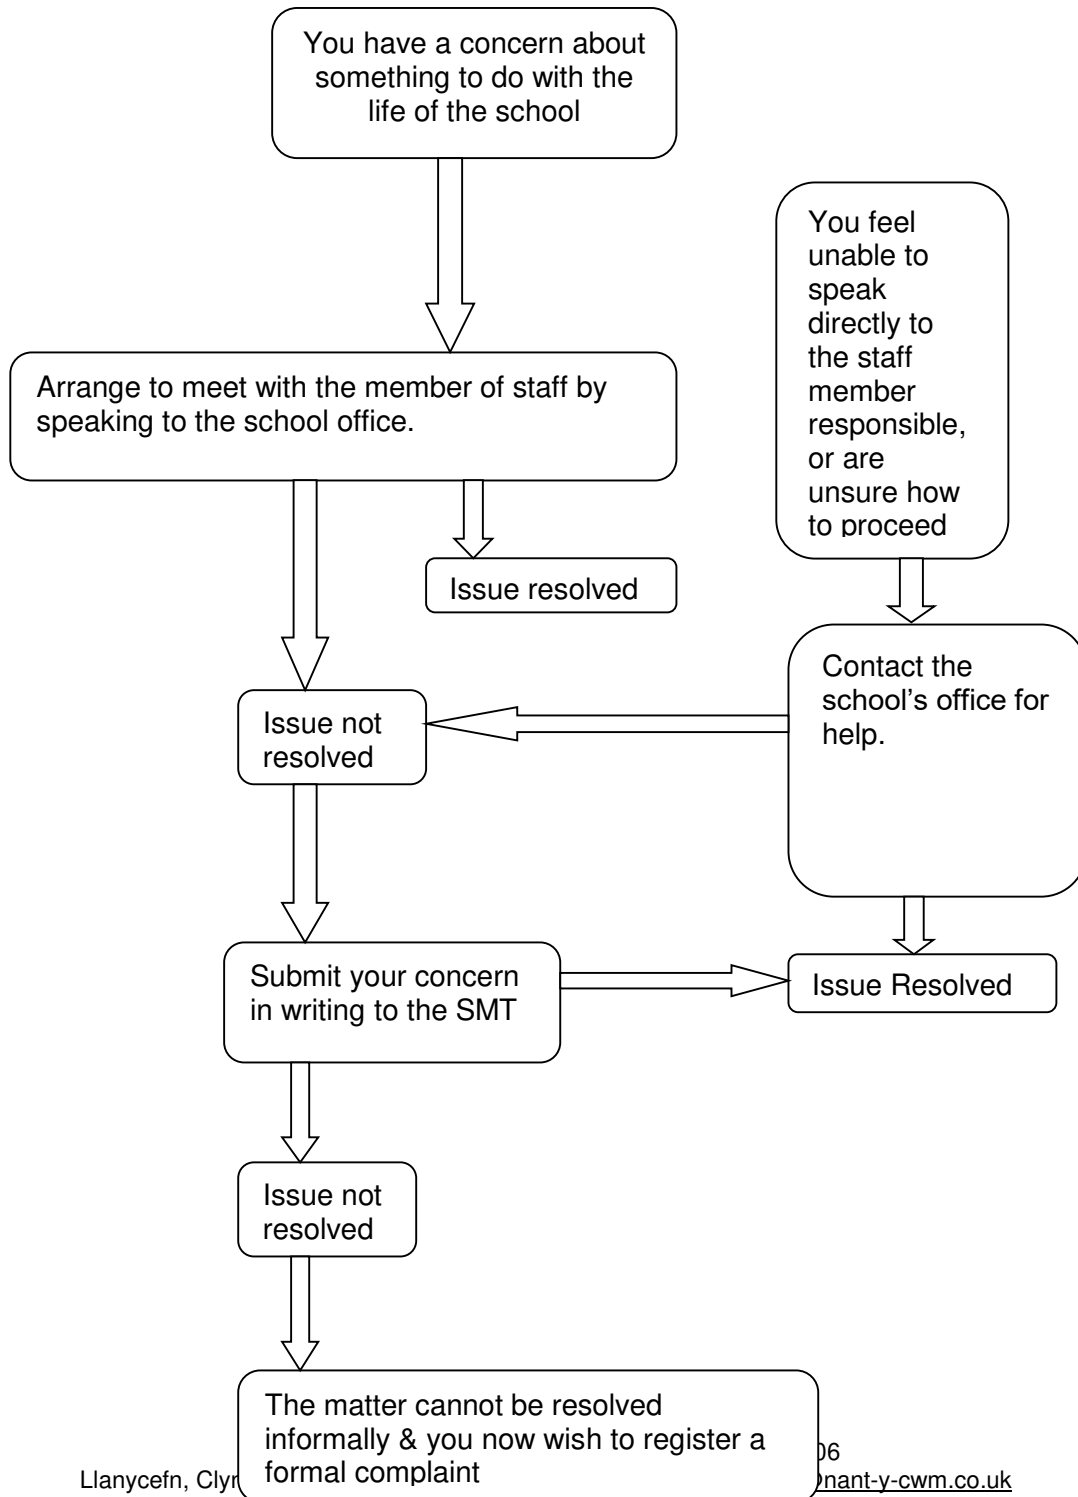 You have a concern about
something to do with the
life of the school
You feel
unable to
speak
directly to
the staff
member
responsible,
or are
unsure how
to proceed
Arrange to meet with the member of staff by
speaking to the school office.
Issue resolved
Contact the
school’s office for
help.
Issue not
resolved
Submit your concern
in writing to the SMT
Issue Resolved
Issue not
resolved
The matter cannot be resolved
informally & you now wish to register a
formal complaint
06
Llanycefn, nant-y-cwm.co.uk